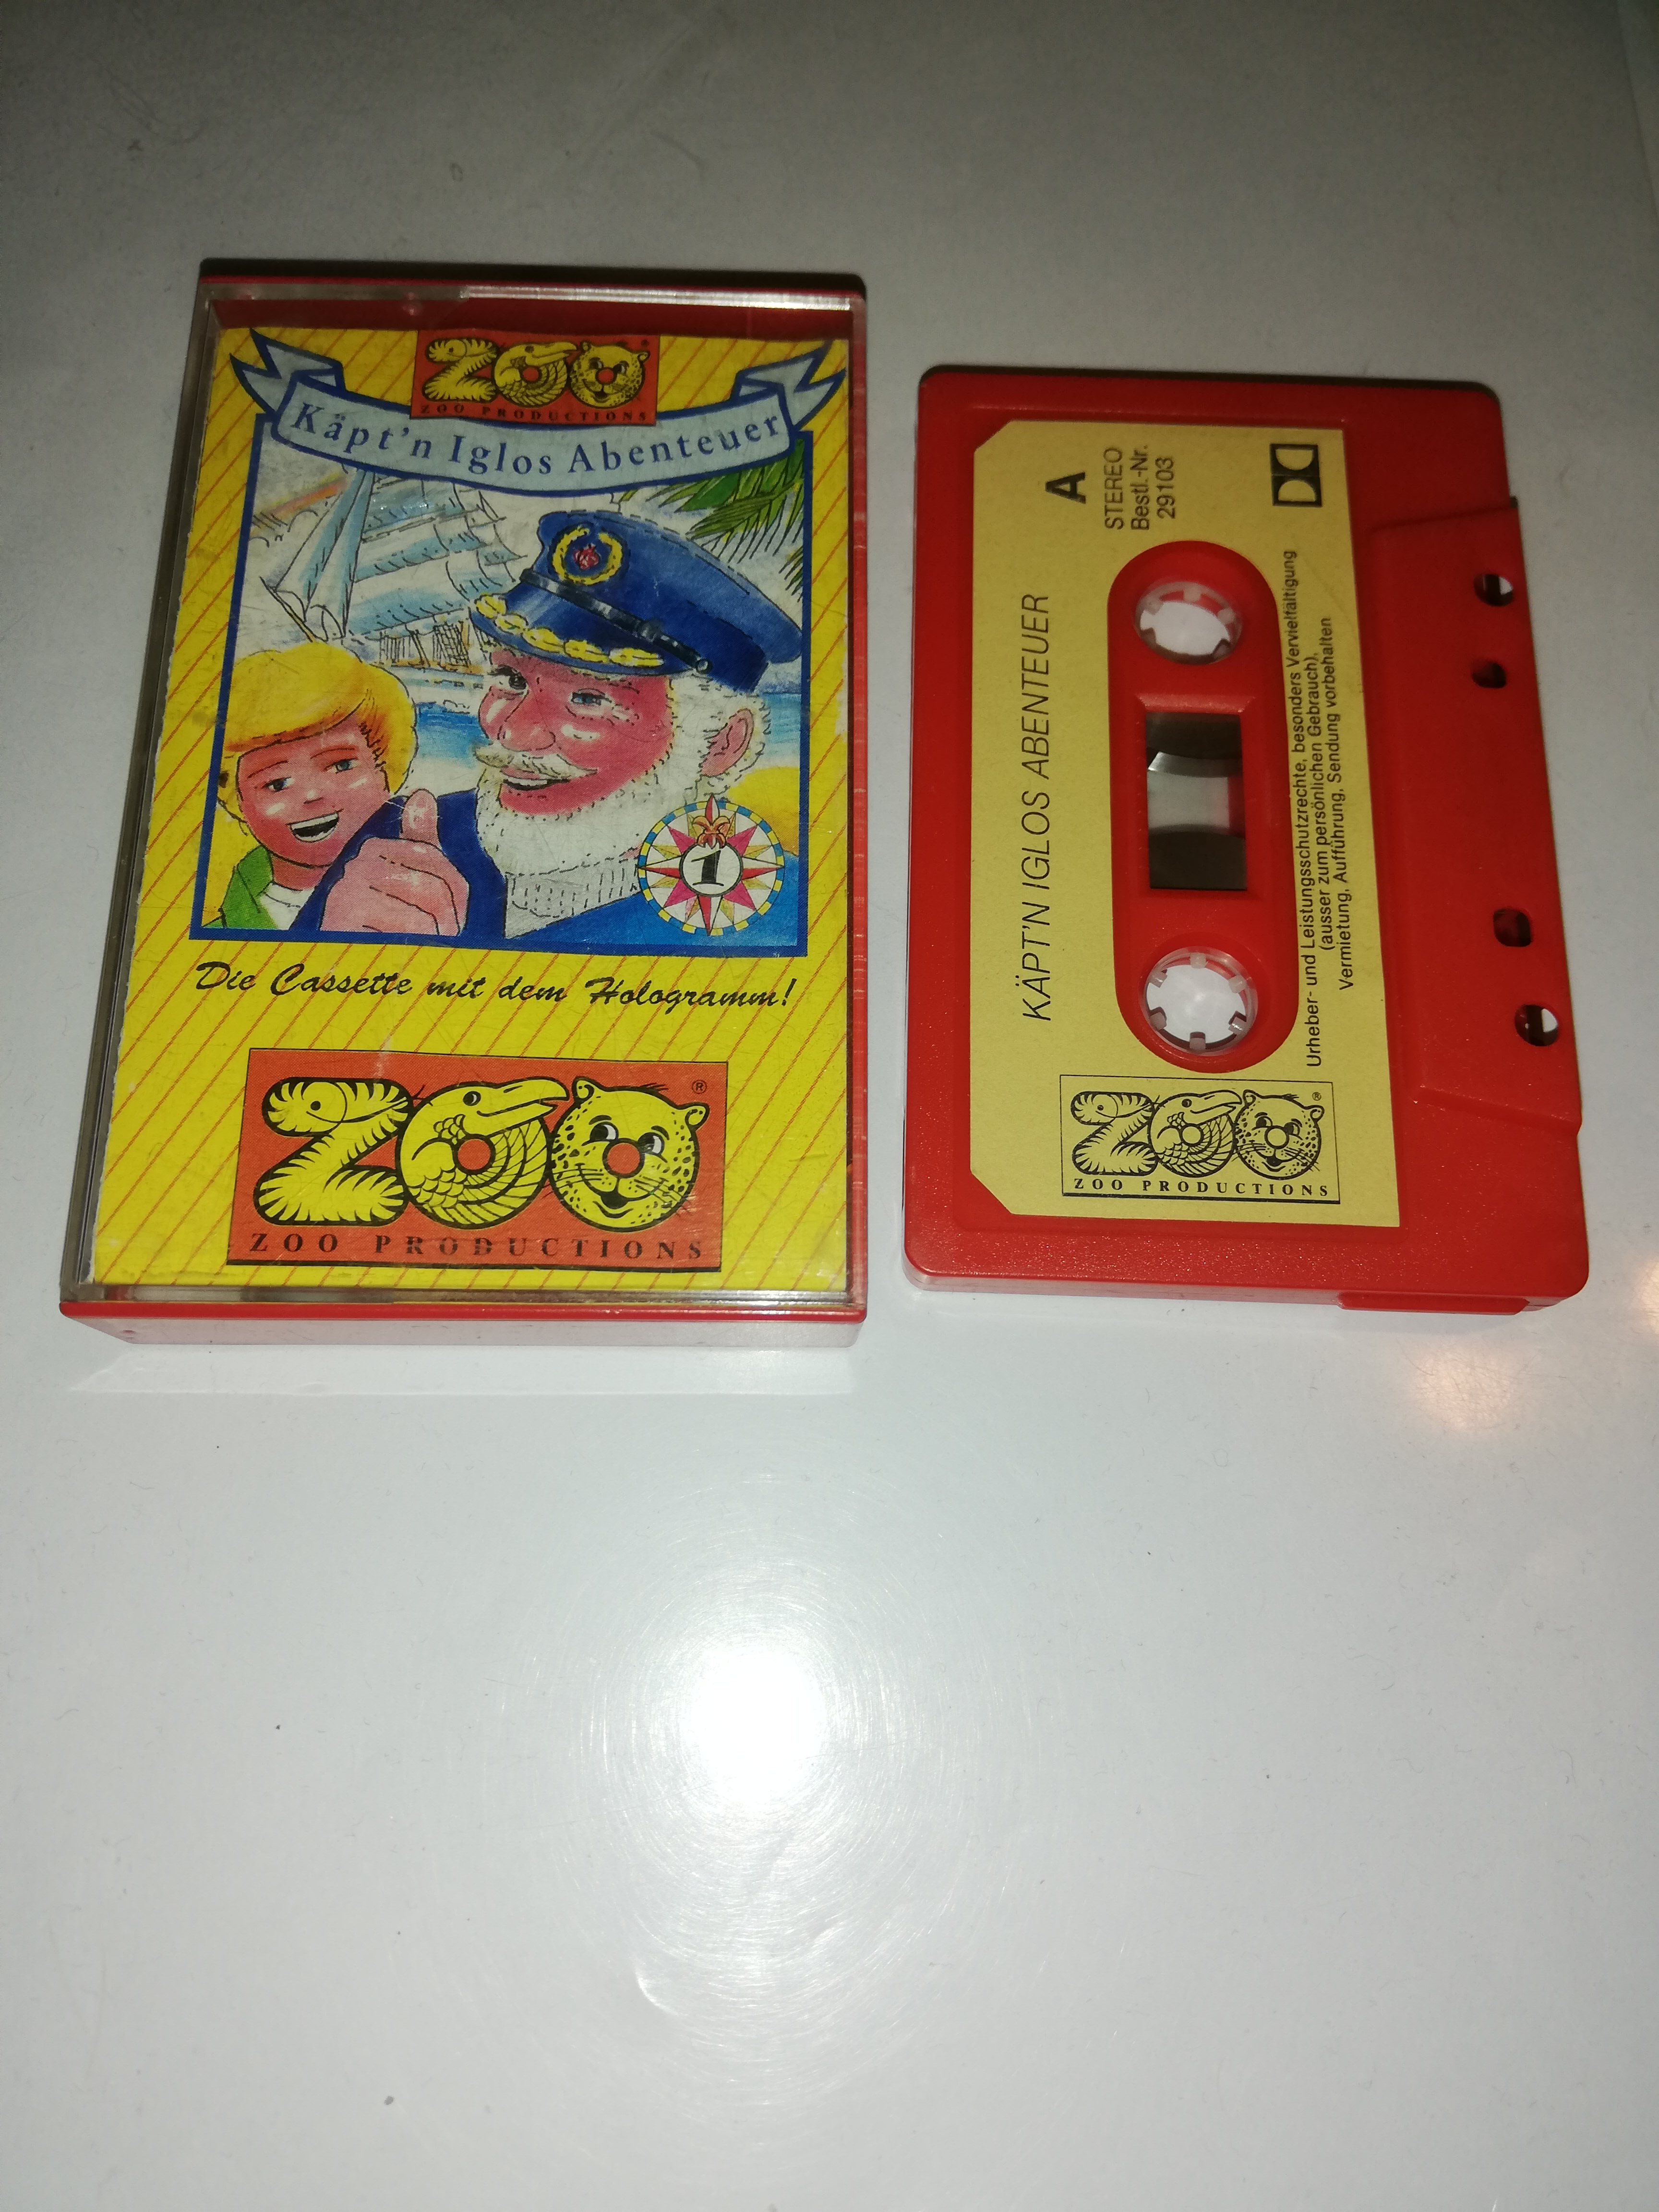 ZOO
ZOO PRODUCTIONS
Käpt'n Iglos Abenteuer
1
Die Cassette mit dem Hologramm!
ZOO
®
ZOO PRODUCTIONS
KÄPT'N IGLOS ABENTEUER
A
STEREO
Bestl.-Nr.
29103
ZOO
®
ZOO PRODUCTIONS
Urheber- und Leistungsschutzrechte, besonders Vervielfältigung
(ausser zum persönlichen Gebrauch),
Vermietung, Aufführung, Sendung vorbehalten